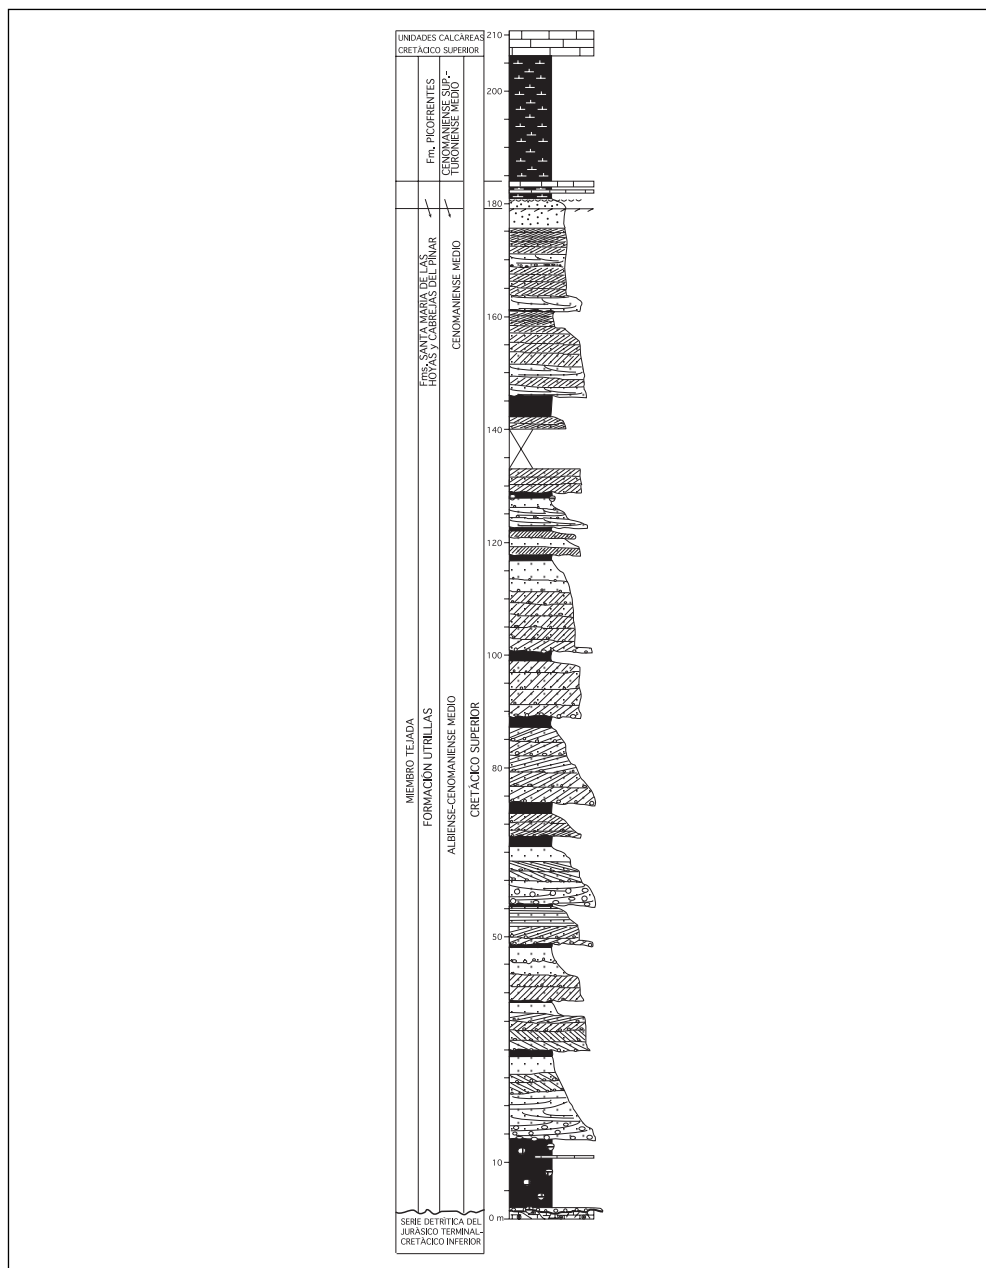 UNIDADES CALCÁREAS
CRETÁCICO SUPERIOR
Fm. PICOFRENTES
CENOMANIENSE SUP.-
TURONIENSE MEDIO
Fms. SANTA MARIA DE LAS
HOYAS y CABREJAS DEL PINAR
CENOMANIENSE MEDIO
MIEMBRO TEJADA
FORMACIÓN UTRILLAS
ALBIENSE-CENOMANIENSE MEDIO
CRETÁCICO SUPERIOR
SERIE DETRÍTICA DEL
JURÁSICO TERMINAL-
CRETÁCICO INFERIOR
210
200
180
160
140
120
100
80
50
10
0 m